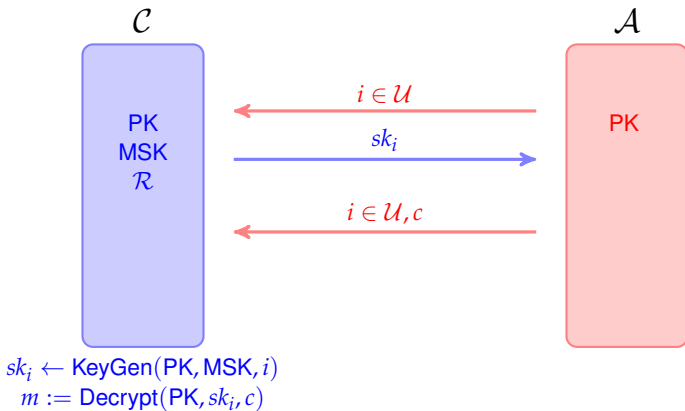 𝒞 𝒜
i ∈ 𝒰
PK PK
MSK
sk_i
ℛ
i ∈ 𝒰, c
sk_i ← KeyGen(PK, MSK, i)
m := Decrypt(PK, sk_i, c)